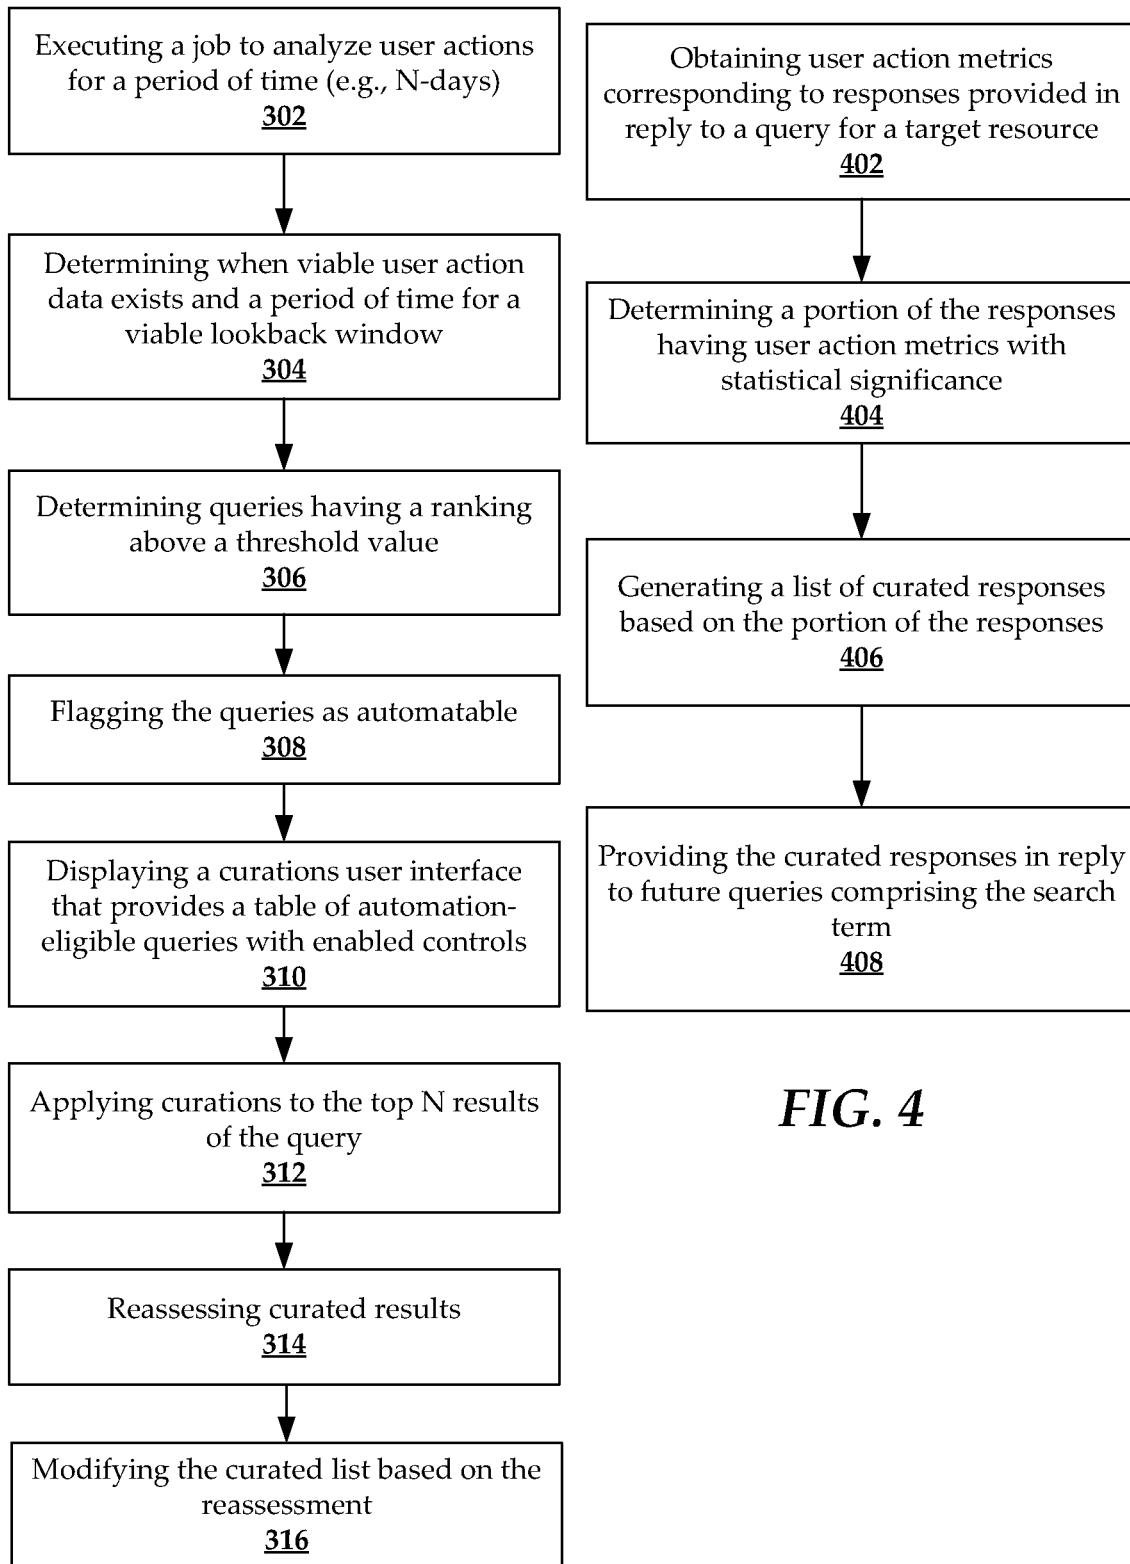 Executing a job to analyze user actions
for a period of time (e.g., N-days)
302
Determining when viable user action
data exists and a period of time for a
viable lookback window
304
Determining queries having a ranking
above a threshold value
306
Flagging the queries as automatable
308
Displaying a curations user interface
that provides a table of automation-
eligible queries with enabled controls
310
Applying curations to the top N results
of the query
312
Reassessing curated results
314
Modifying the curated list based on the
reassessment
316
Obtaining user action metrics
corresponding to responses provided in
reply to a query for a target resource
402
Determining a portion of the responses
having user action metrics with
statistical significance
404
Generating a list of curated responses
based on the portion of the responses
406
Providing the curated responses in reply
to future queries comprising the search
term
408
FIG. 4